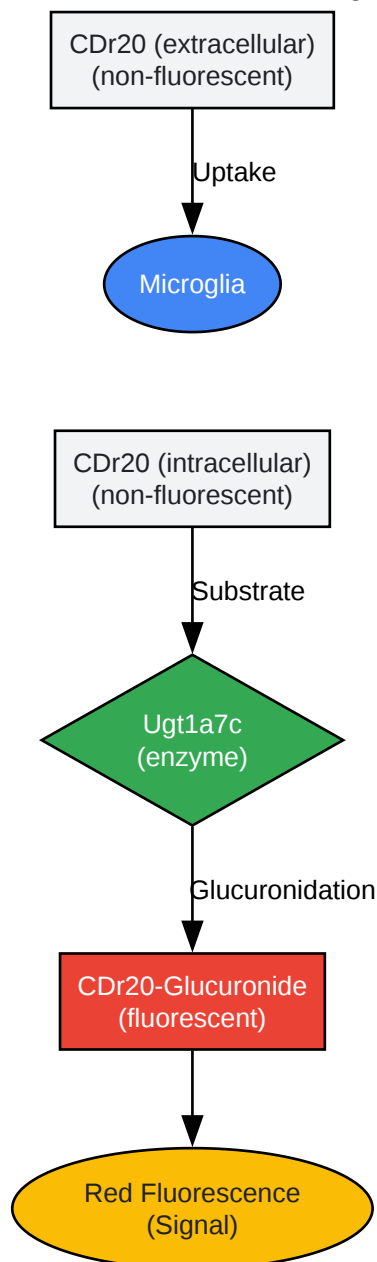 CDr20 (extracellular)
(non-fluorescent)
Uptake
Microglia
CDr20 (intracellular)
(non-fluorescent)
Substrate
Ugt1a7c
(enzyme)
Glucuronidation
CDr20-Glucuronide
(fluorescent)
Red Fluorescence
(Signal)